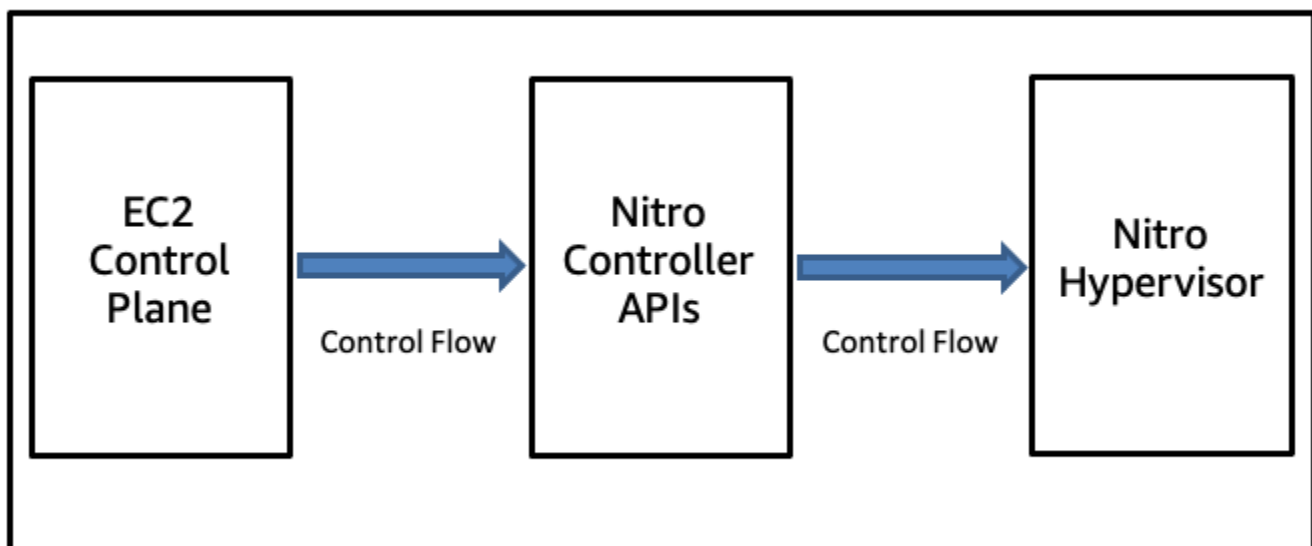 EC2
Control
Plane
Control Flow
Nitro
Controller
APIs
Control Flow
Nitro
Hypervisor